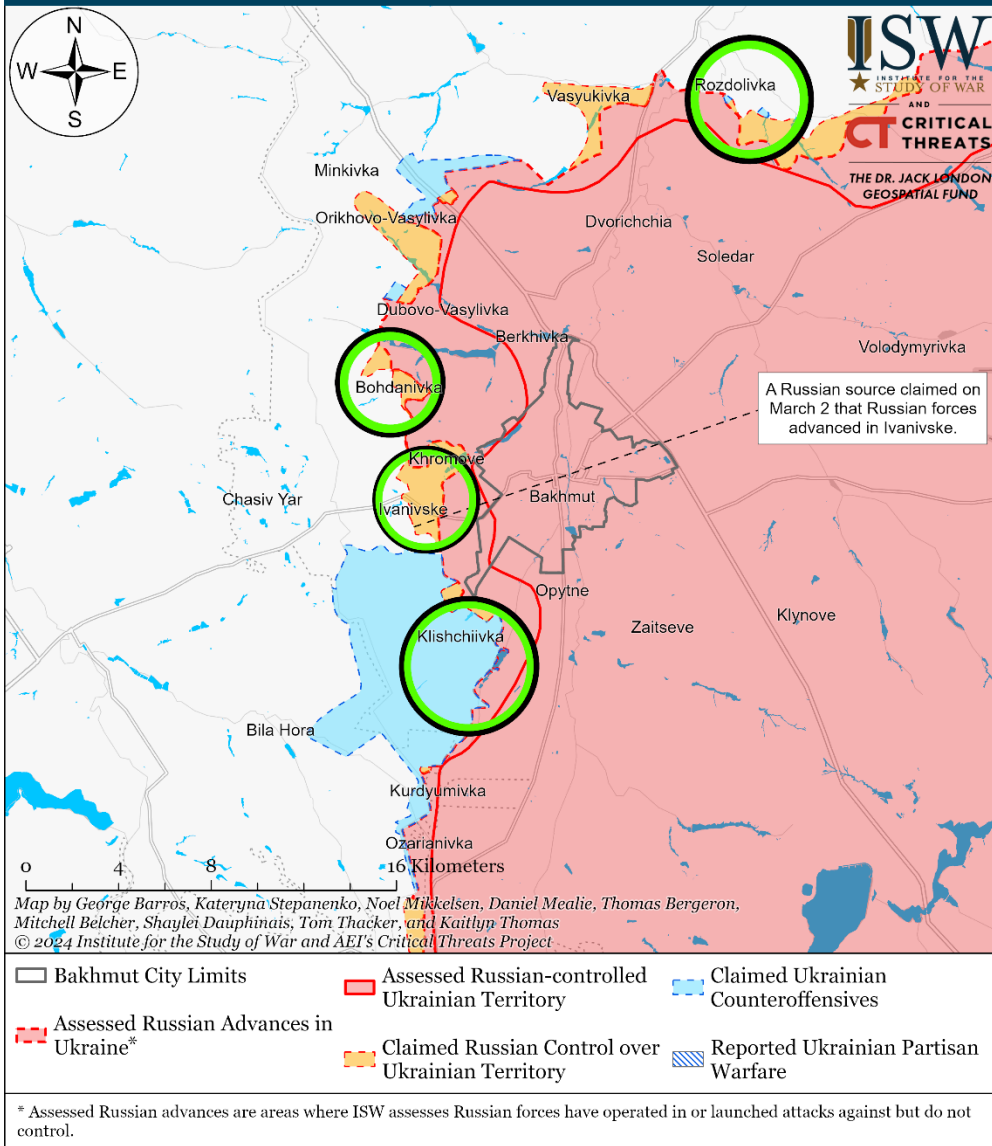 N
W E
S
ISW
INSTITUTE FOR THE
STUDY OF WAR
AND
CT CRITICAL
THREATS
THE DR. JACK LONDON
GEOSPATIAL FUND
Rozdolivka
Vasyukivka
Minkivka
Orikhovo-Vasylivka
Dvorichchia
Soledar
Dubovo-Vasylivka
Berkhivka
Volodymyrivka
Bohdanivka
A Russian source claimed on
March 2 that Russian forces
advanced in Ivanivske.
Khromove
Chasiv Yar
Bakhmut
Ivanivske
Opytne
Zaitseve
Klynove
Klishchiivka
Bila Hora
Kurdyumivka
Ozarianivka
0 4 8 16 Kilometers
Map by George Barros, Kateryna Stepanenko, Noel Mikkelsen, Daniel Mealie, Thomas Bergeron,
Mitchell Belcher, Shaylei Dauphinais, Tom Thacker, and Kaitlyn Thomas
© 2024 Institute for the Study of War and AEI's Critical Threats Project
Bakhmut City Limits
Assessed Russian Advances in
Ukraine*
Assessed Russian-controlled
Ukrainian Territory
Claimed Russian Control over
Ukrainian Territory
Claimed Ukrainian
Counteroffensives
Reported Ukrainian Partisan
Warfare
* Assessed Russian advances are areas where ISW assesses Russian forces have operated in or launched attacks against but do not
control.